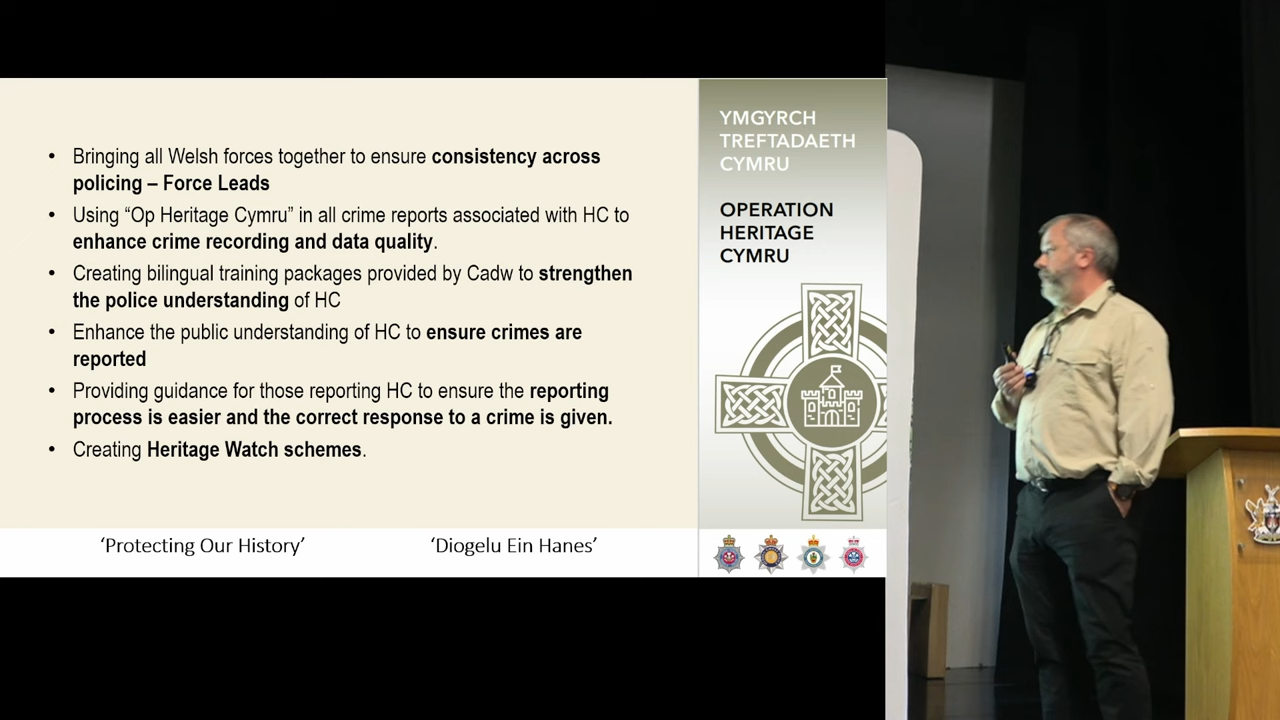 • Bringing all Welsh forces together to ensure consistency across
policing – Force Leads
• Using “Op Heritage Cymru” in all crime reports associated with HC to
enhance crime recording and data quality.
• Creating bilingual training packages provided by Cadw to strengthen
the police understanding of HC
• Enhance the public understanding of HC to ensure crimes are
reported
• Providing guidance for those reporting HC to ensure the reporting
process is easier and the correct response to a crime is given.
• Creating Heritage Watch schemes.
‘Protecting Our History’ ‘Diogelu Ein Hanes’
YMGYRCH
TREFTADAETH
CYMRU
OPERATION
HERITAGE
CYMRU